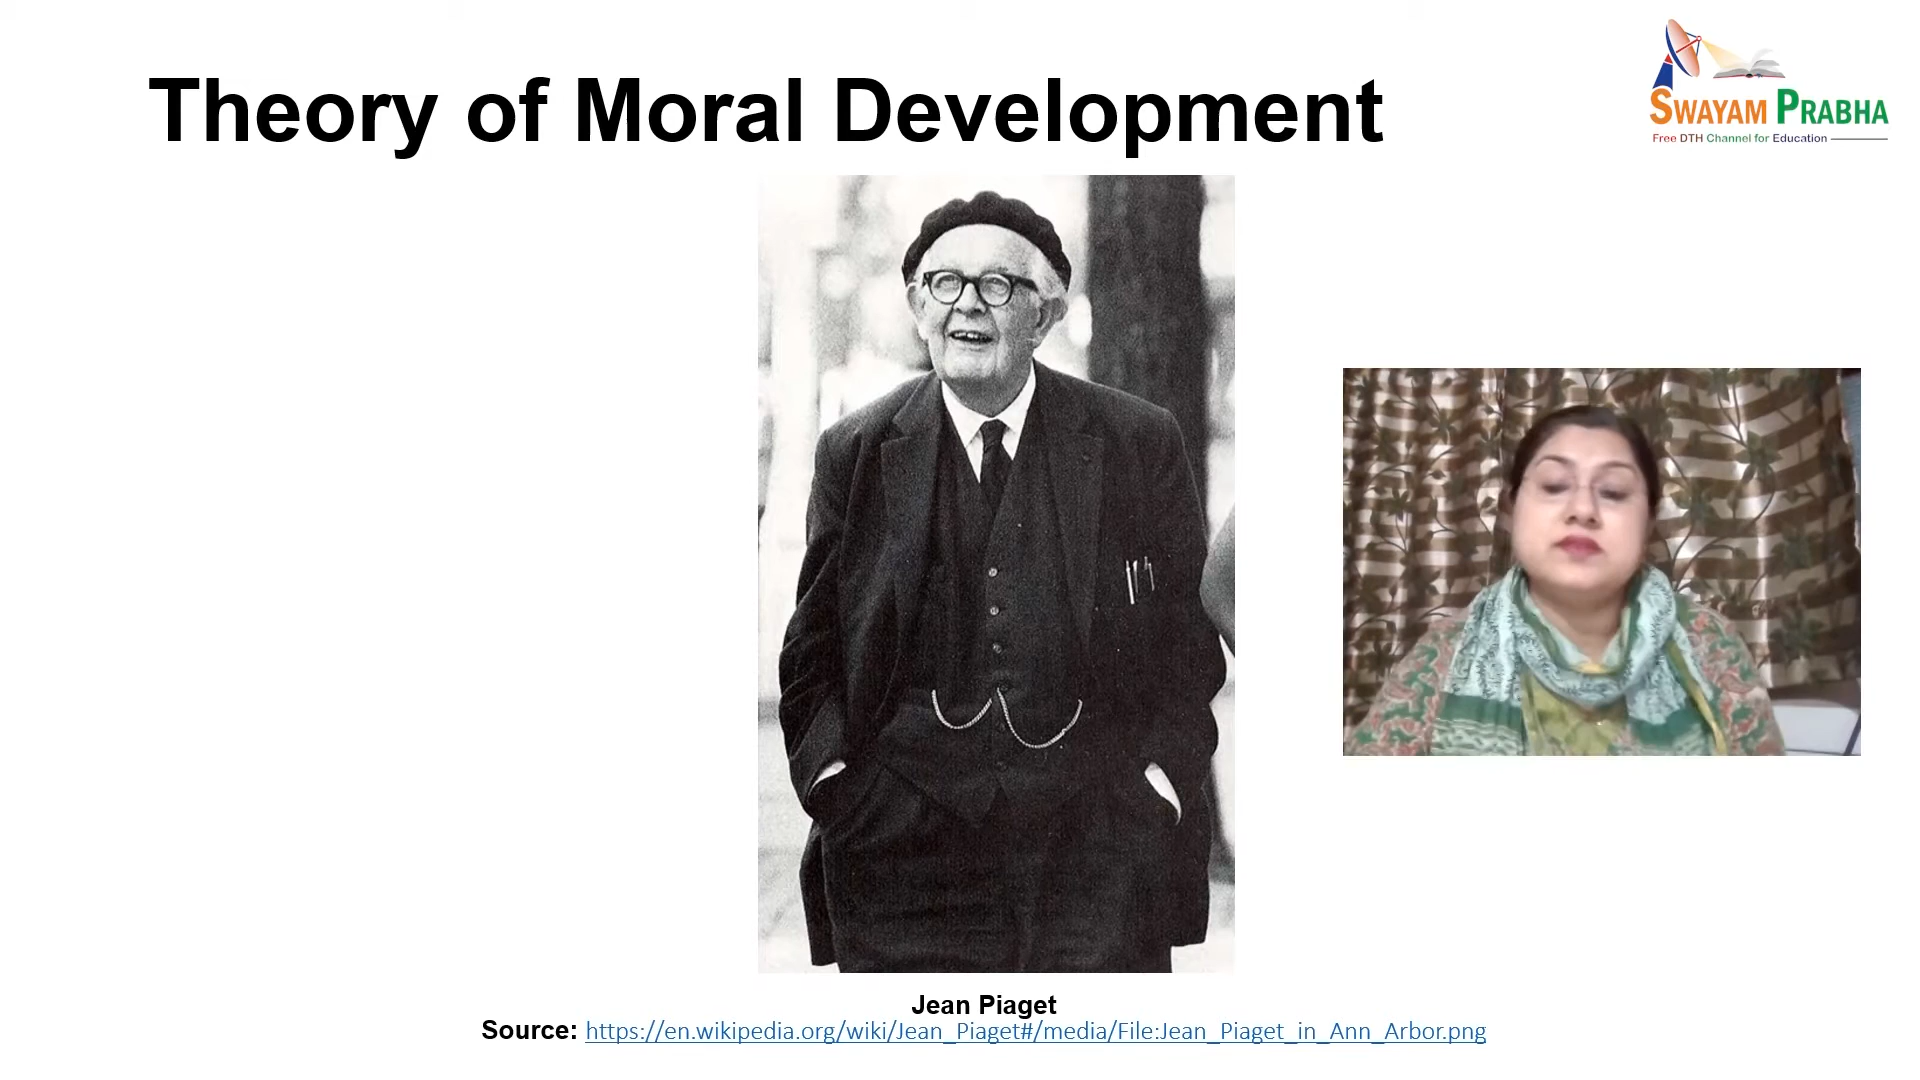 Theory of Moral Development
SWAYAM PRABHA
Free DTH Channel for Education
Jean Piaget
Source: https://en.wikipedia.org/wiki/Jean_Piaget#/media/File:Jean_Piaget_in_Ann_Arbor.png